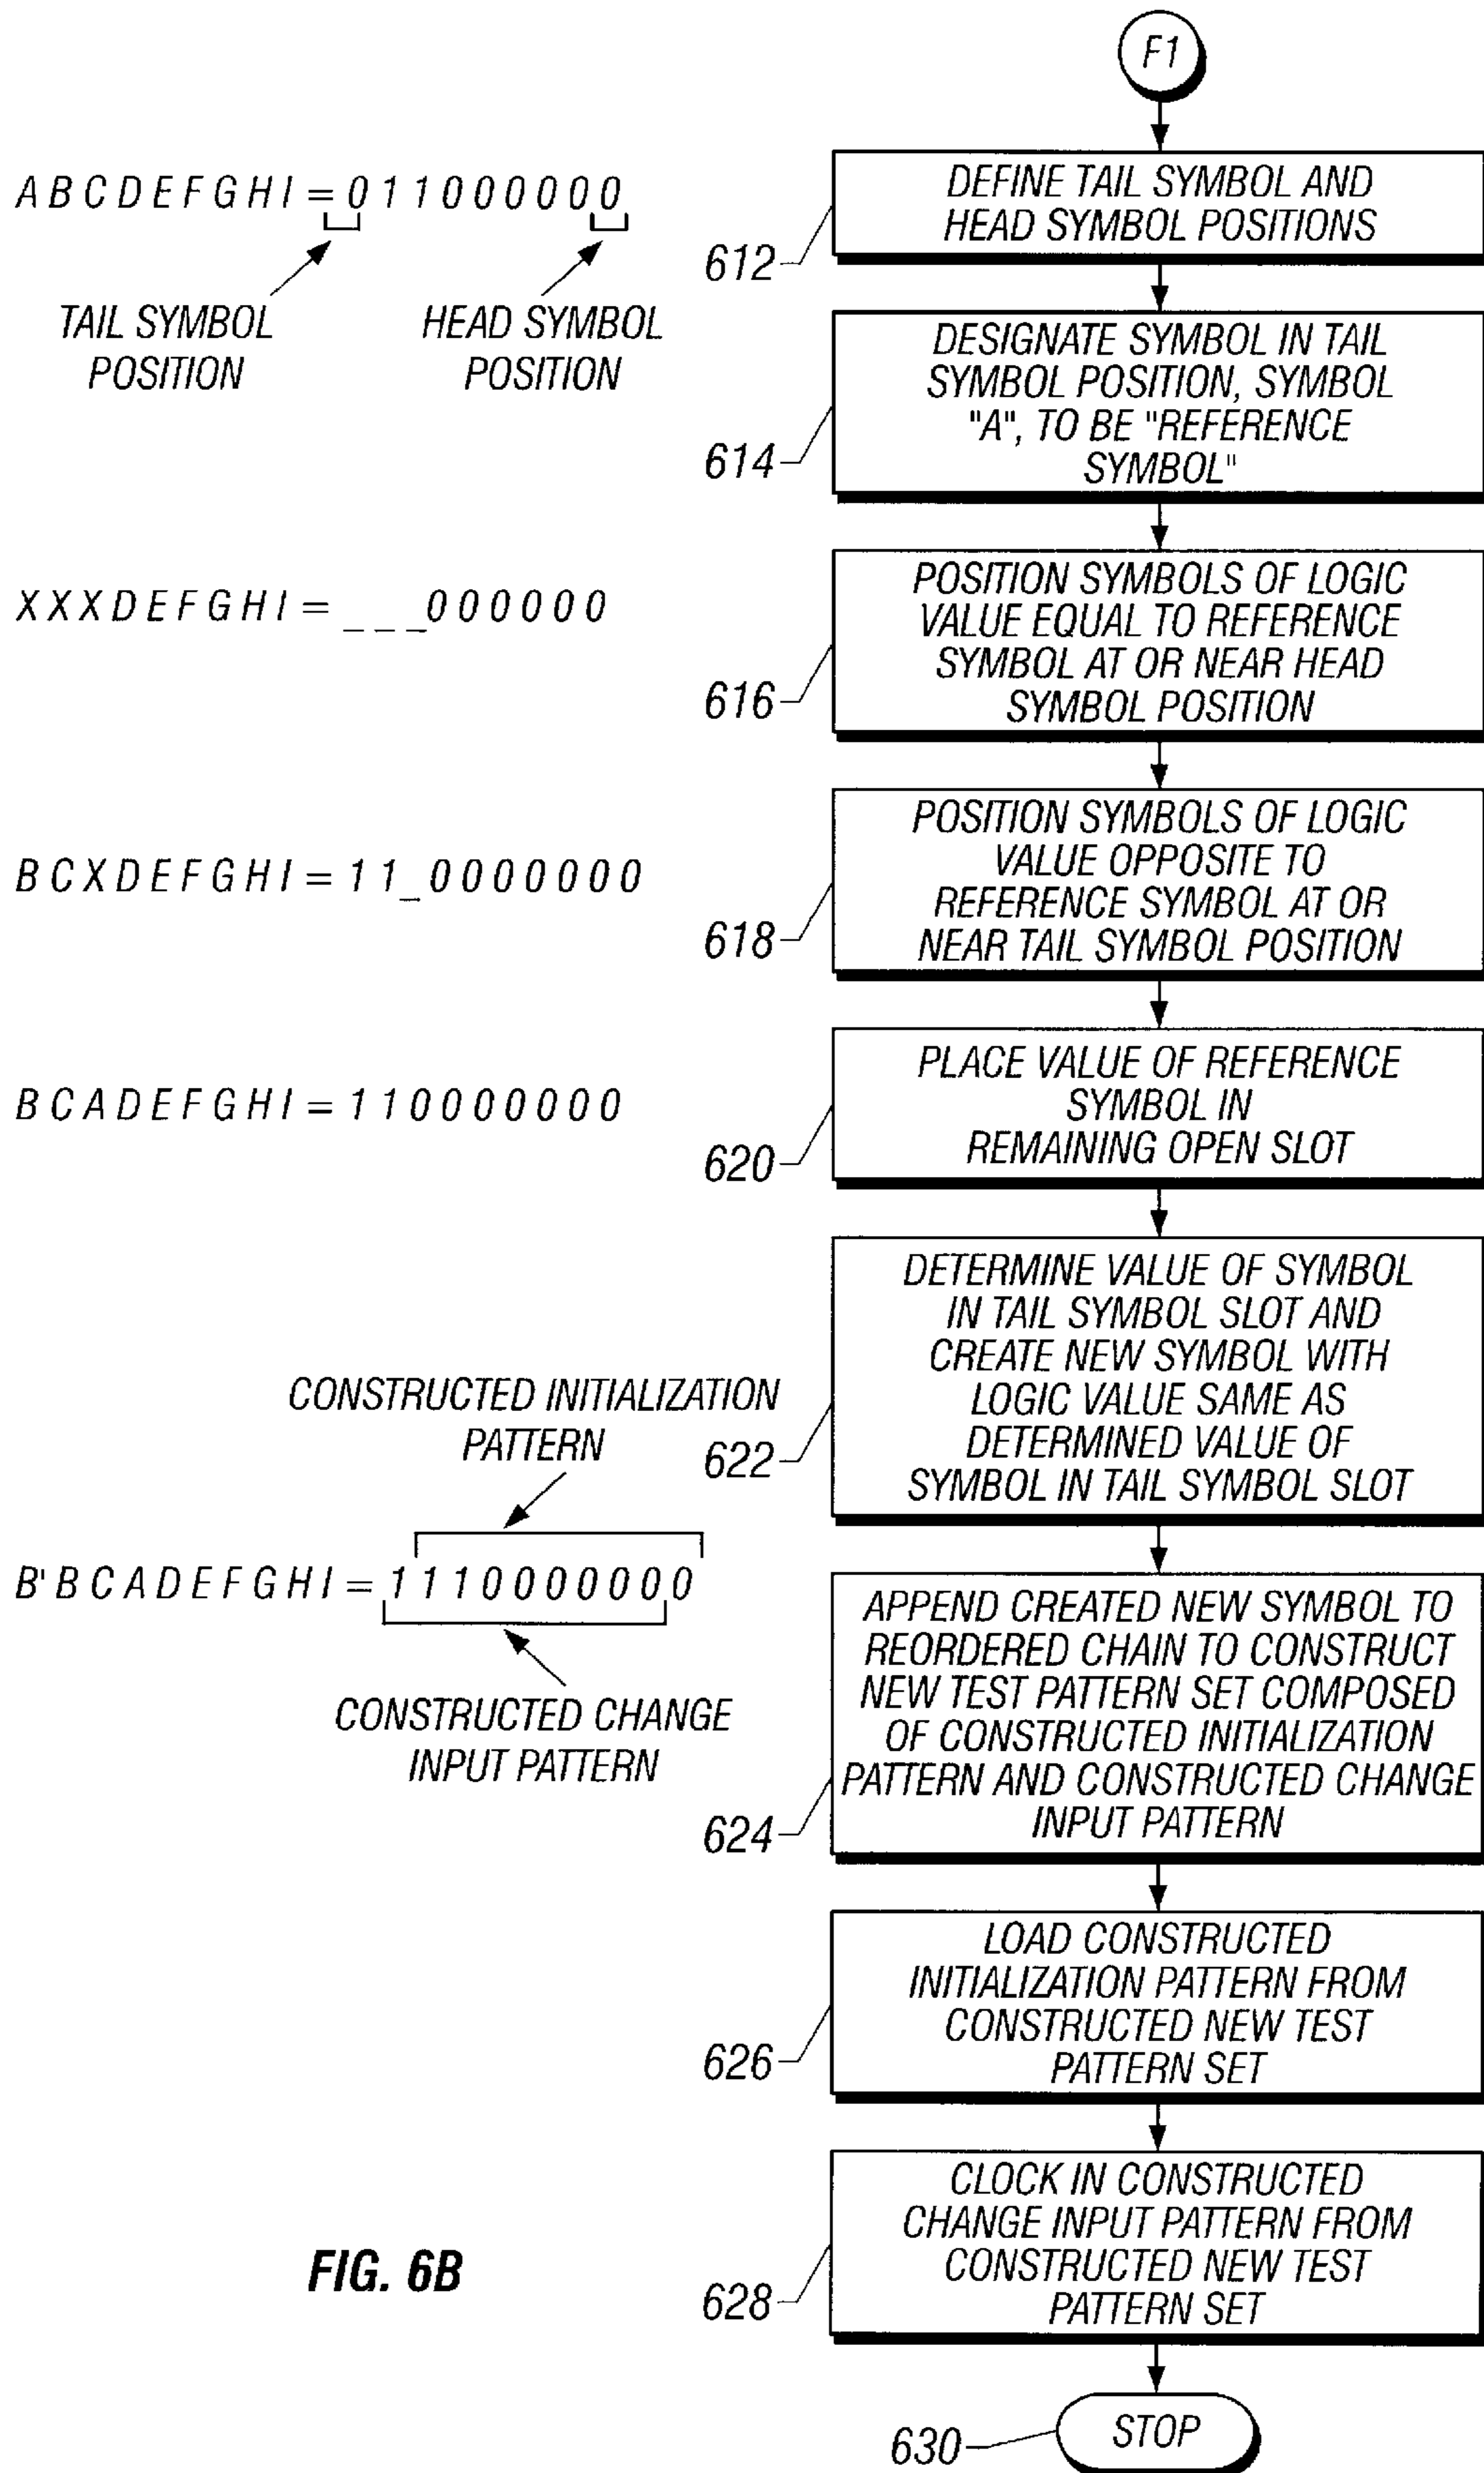 F1
A B C D E F G H I = 0 1 1 0 0 0 0 0 0
TAIL SYMBOL
POSITION
HEAD SYMBOL
POSITION
DEFINE TAIL SYMBOL AND
HEAD SYMBOL POSITIONS
612
DESIGNATE SYMBOL IN TAIL
SYMBOL POSITION, SYMBOL
"A", TO BE "REFERENCE
SYMBOL"
614
X X X D E F G H I = _ _ _ 0 0 0 0 0 0
POSITION SYMBOLS OF LOGIC
VALUE EQUAL TO REFERENCE
SYMBOL AT OR NEAR HEAD
SYMBOL POSITION
616
B C X D E F G H I = 1 1 _ 0 0 0 0 0 0 0
POSITION SYMBOLS OF LOGIC
VALUE OPPOSITE TO
REFERENCE SYMBOL AT OR
NEAR TAIL SYMBOL POSITION
618
B C A D E F G H I = 1 1 0 0 0 0 0 0 0
PLACE VALUE OF REFERENCE
SYMBOL IN
REMAINING OPEN SLOT
620
DETERMINE VALUE OF SYMBOL
IN TAIL SYMBOL SLOT AND
CREATE NEW SYMBOL WITH
LOGIC VALUE SAME AS
DETERMINED VALUE OF
SYMBOL IN TAIL SYMBOL SLOT
622
CONSTRUCTED INITIALIZATION
PATTERN
B' B C A D E F G H I = 1 1 1 0 0 0 0 0 0 0
CONSTRUCTED CHANGE
INPUT PATTERN
APPEND CREATED NEW SYMBOL TO
REORDERED CHAIN TO CONSTRUCT
NEW TEST PATTERN SET COMPOSED
OF CONSTRUCTED INITIALIZATION
PATTERN AND CONSTRUCTED CHANGE
INPUT PATTERN
624
LOAD CONSTRUCTED
INITIALIZATION PATTERN FROM
CONSTRUCTED NEW TEST
PATTERN SET
626
CLOCK IN CONSTRUCTED
CHANGE INPUT PATTERN FROM
CONSTRUCTED NEW TEST
PATTERN SET
628
FIG. 6B
STOP
630